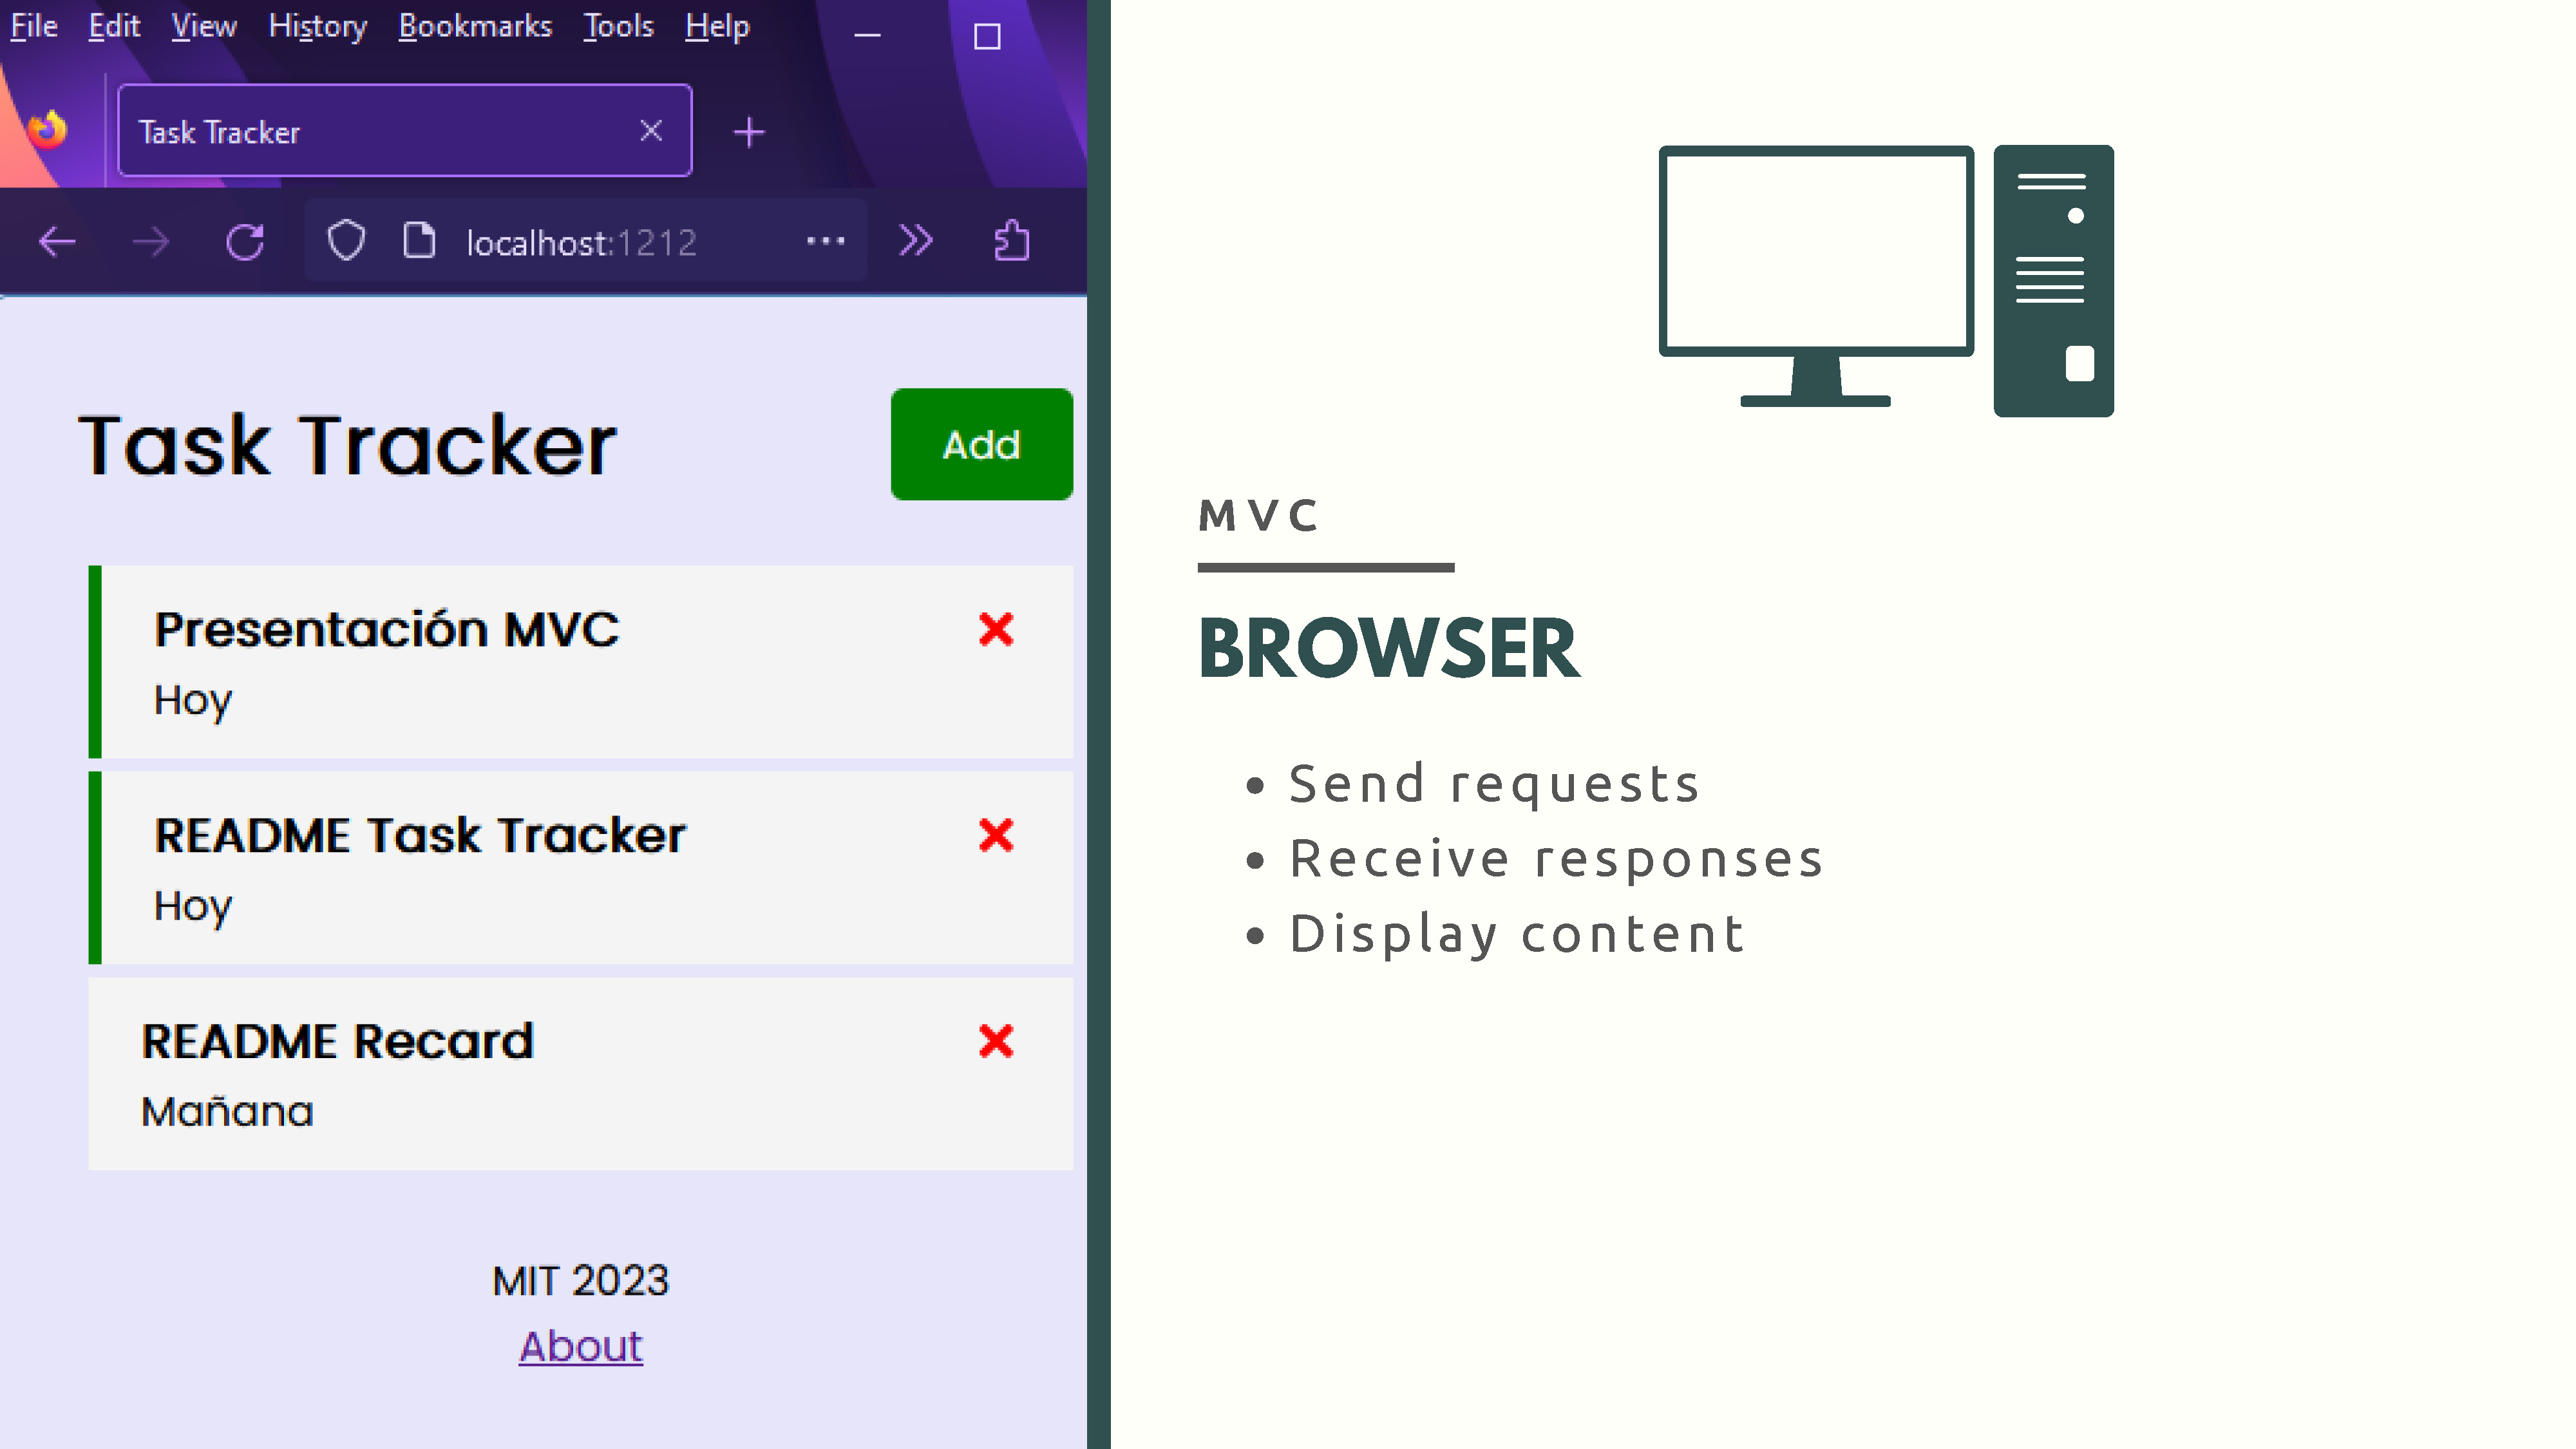 File Edit View History Bookmarks Tools Help
Task Tracker
localhost:1212
Task Tracker
Add
Presentación MVC
Hoy
README Task Tracker
Hoy
README Recard
Mañana
MIT 2023
About
MVC
BROWSER
• Send requests
• Receive responses
• Display content